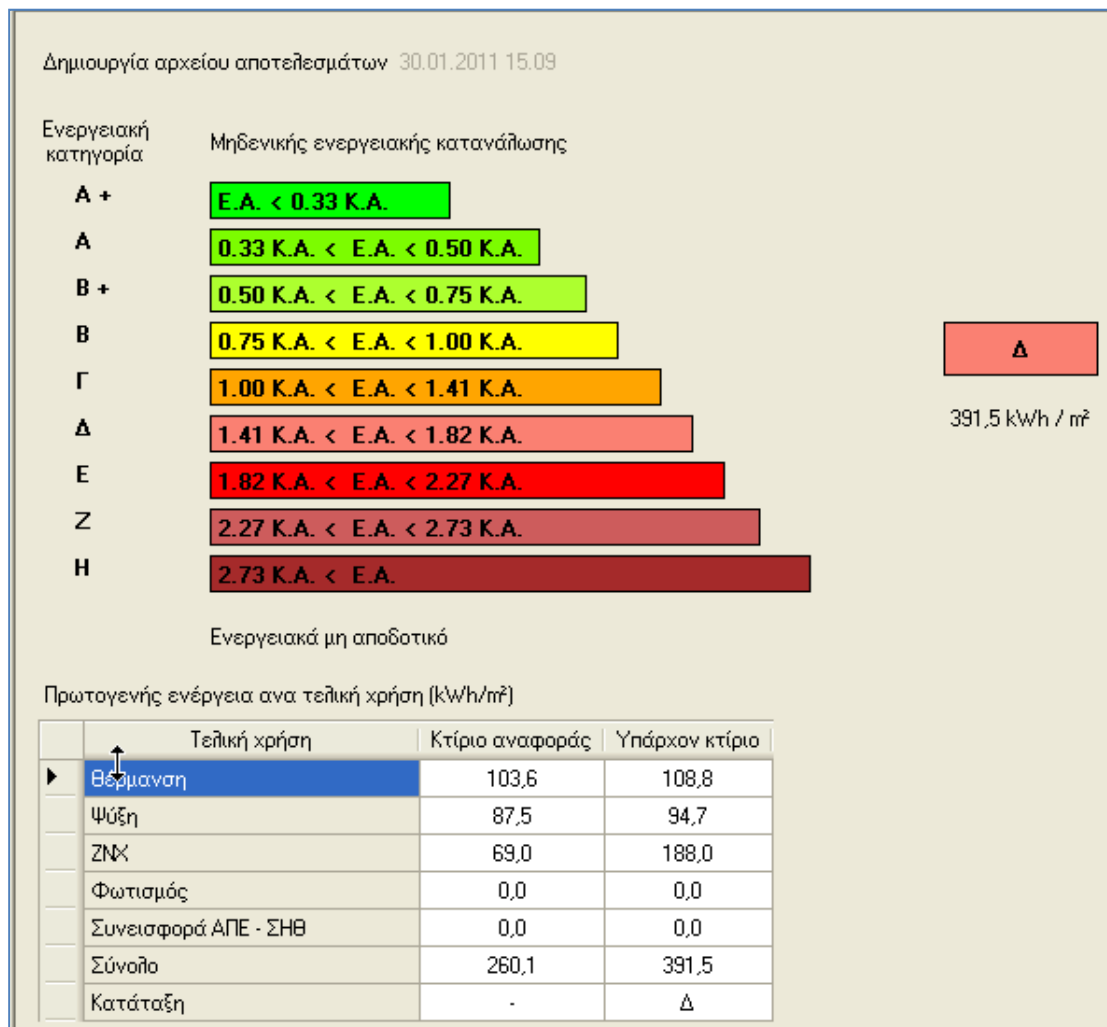 Δημιουργία αρχείου αποτελεσμάτων 30.01.2011 15.09
Ενεργειακή
κατηγορία
Μηδενικής ενεργειακής κατανάλωσης
Α + Ε.Α. < 0.33 Κ.Α.
Α 0.33 Κ.Α. < Ε.Α. < 0.50 Κ.Α.
Β + 0.50 Κ.Α. < Ε.Α. < 0.75 Κ.Α.
Β 0.75 Κ.Α. < Ε.Α. < 1.00 Κ.Α.
Δ
Γ 1.00 Κ.Α. < Ε.Α. < 1.41 Κ.Α.
391,5 kWh / m²
Δ 1.41 Κ.Α. < Ε.Α. < 1.82 Κ.Α.
Ε 1.82 Κ.Α. < Ε.Α. < 2.27 Κ.Α.
Ζ 2.27 Κ.Α. < Ε.Α. < 2.73 Κ.Α.
Η 2.73 Κ.Α. < Ε.Α.
Ενεργειακά μη αποδοτικό
Πρωτογενής ενέργεια ανα τελική χρήση (kWh/m²)
Τελική χρήση Κτίριο αναφοράς Υπάρχον κτίριο
Θέρμανση 103,6 108,8
Ψύξη 87,5 94,7
ΖΝΧ 69,0 188,0
Φωτισμός 0,0 0,0
Συνεισφορά ΑΠΕ - ΣΗΘ 0,0 0,0
Σύνολο 260,1 391,5
Κατάταξη - Δ